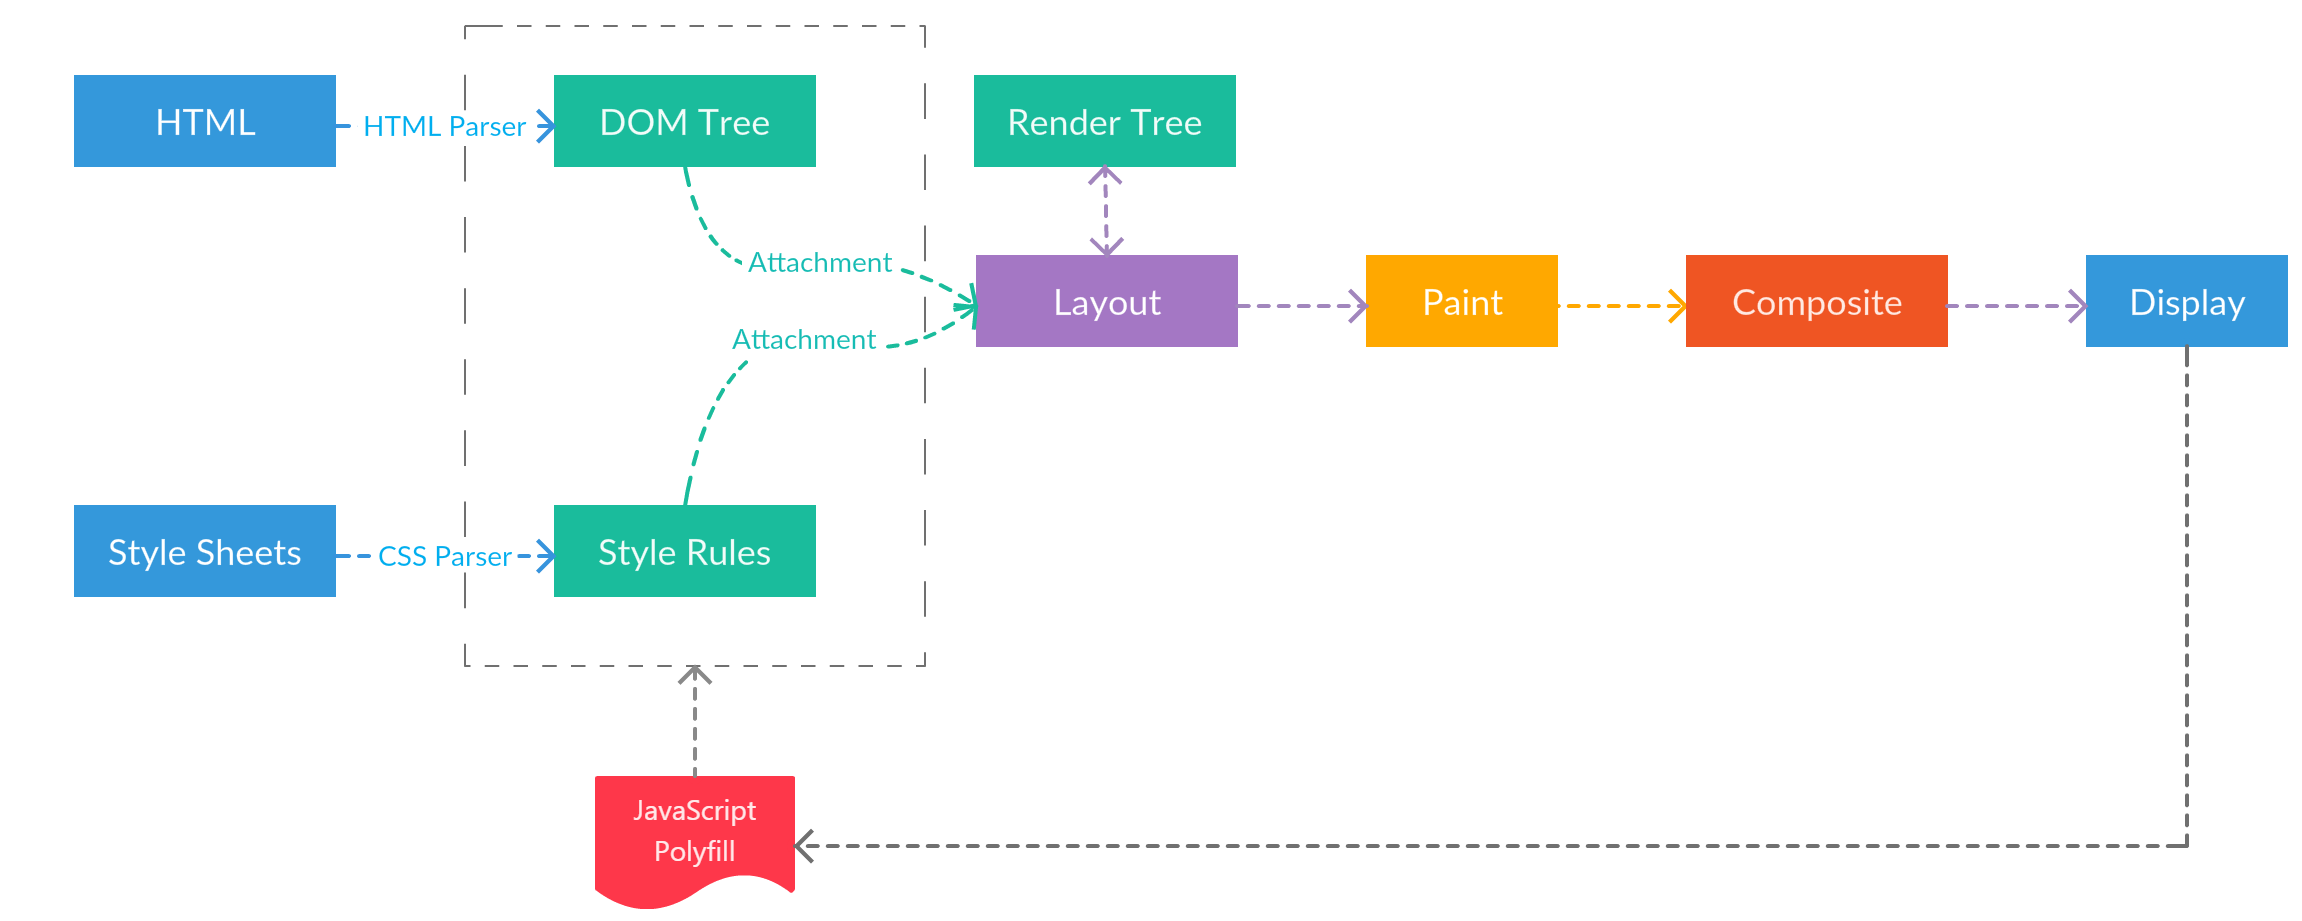 HTML
HTML Parser
DOM Tree
Render Tree
Attachment
Layout
Paint
Composite
Display
Attachment
Style Sheets
CSS Parser
Style Rules
JavaScript
Polyfill